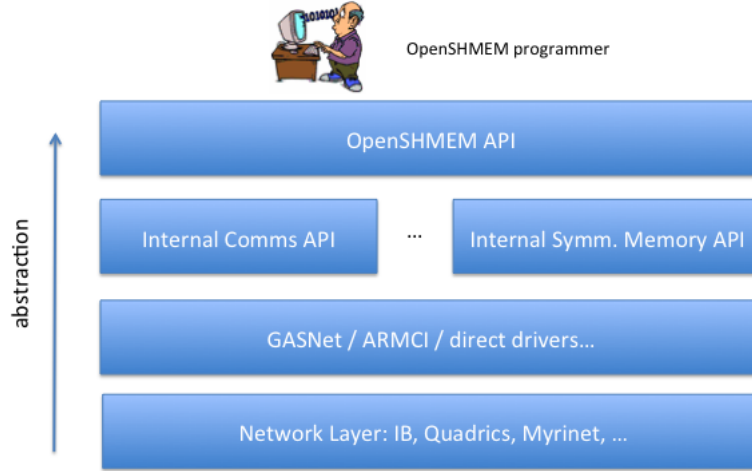 101010
OpenSHMEM programmer
OpenSHMEM API
Internal Comms API
...
Internal Symm. Memory API
GASNet / ARMCI / direct drivers...
Network Layer: IB, Quadrics, Myrinet, ...
abstraction